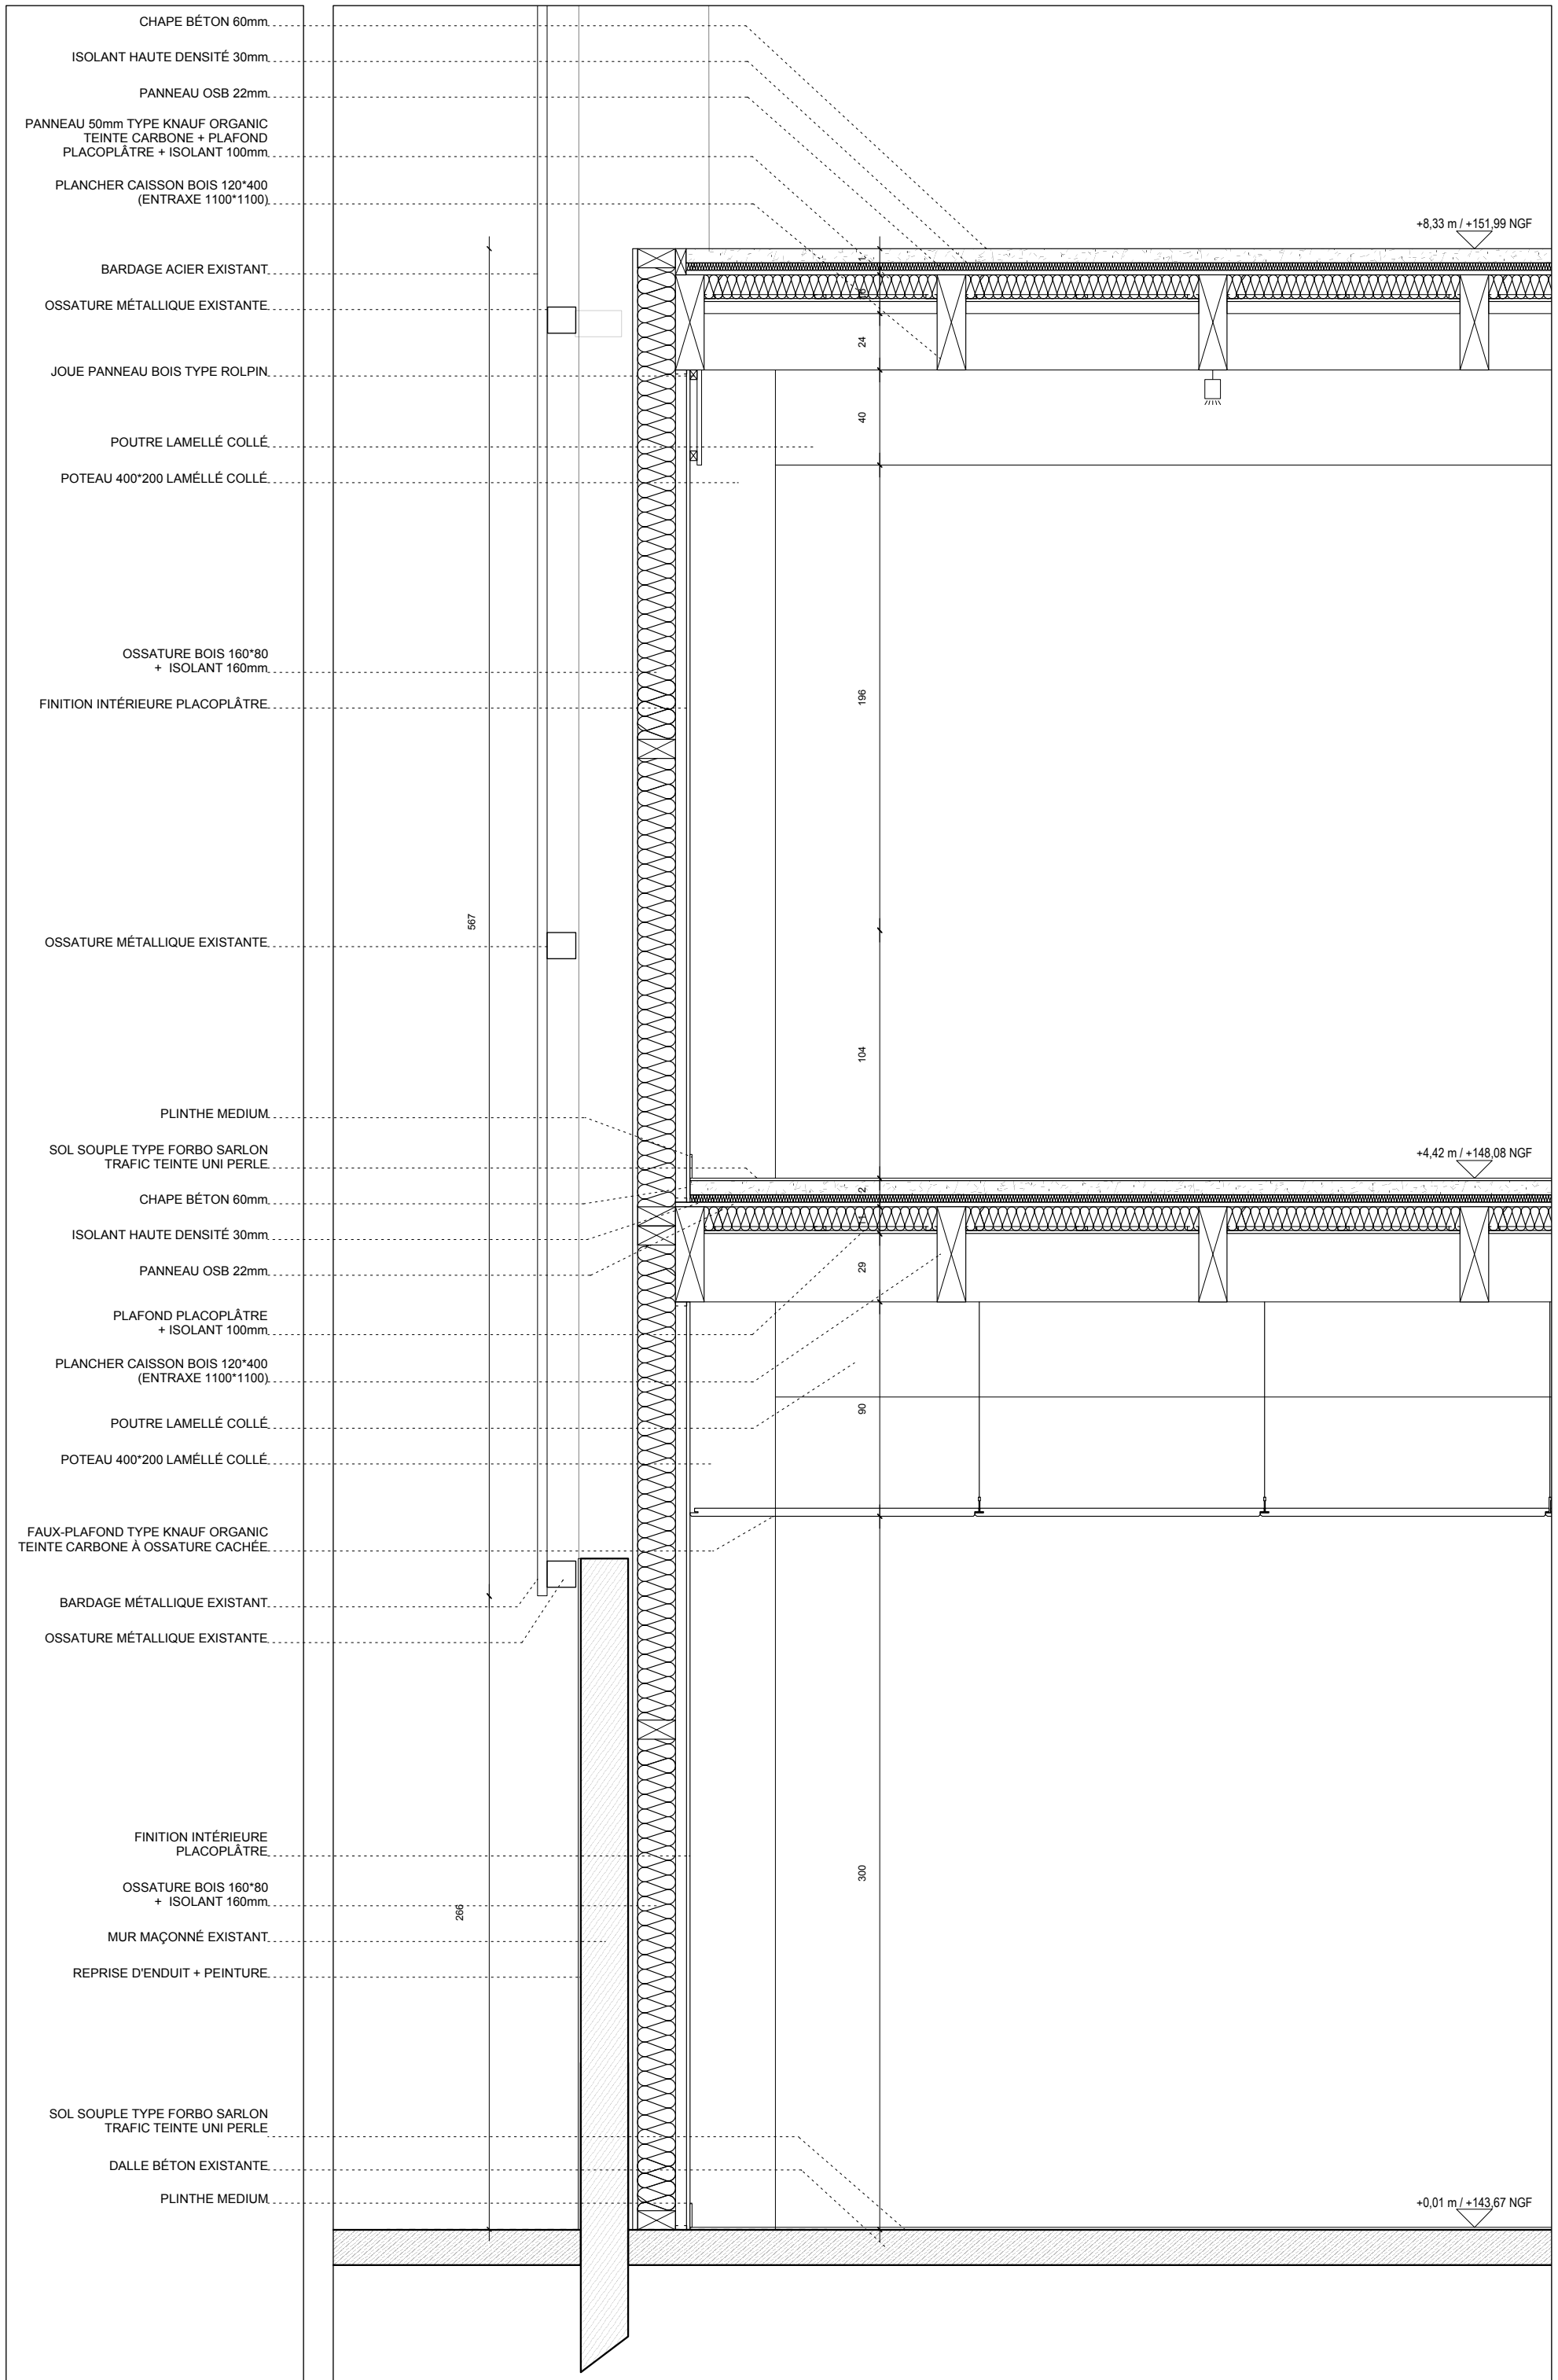 CHAPE BÉTON 60mm
ISOLANT HAUTE DENSITÉ 30mm
PANNEAU OSB 22mm
PANNEAU 50mm TYPE KNAUF ORGANIC
TEINTE CARBONE + PLAFOND
PLACOPLÂTRE + ISOLANT 100mm
PLANCHER CAISSON BOIS 120*400
(ENTRAXE 1100*1100)
+8,33 m / +151,99 NGF
BARDAGE ACIER EXISTANT
1
16
OSSATURE MÉTALLIQUE EXISTANTE
24
JOUE PANNEAU BOIS TYPE ROLPIN
40
POUTRE LAMELLÉ COLLÉ
POTEAU 400*200 LAMÉLLÉ COLLÉ
OSSATURE BOIS 160*80
+ ISOLANT 160mm
196
FINITION INTÉRIEURE PLACOPLÂTRE
567
OSSATURE MÉTALLIQUE EXISTANTE
104
PLINTHE MEDIUM
SOL SOUPLE TYPE FORBO SARLON
TRAFIC TEINTE UNI PERLE
+4,42 m / +148,08 NGF
2
CHAPE BÉTON 60mm
11
ISOLANT HAUTE DENSITÉ 30mm
29
PANNEAU OSB 22mm
PLAFOND PLACOPLÂTRE
+ ISOLANT 100mm
PLANCHER CAISSON BOIS 120*400
(ENTRAXE 1100*1100)
90
POUTRE LAMELLÉ COLLÉ
POTEAU 400*200 LAMÉLLÉ COLLÉ
FAUX-PLAFOND TYPE KNAUF ORGANIC
TEINTE CARBONE À OSSATURE CACHÉE
BARDAGE MÉTALLIQUE EXISTANT
OSSATURE MÉTALLIQUE EXISTANTE
FINITION INTÉRIEURE
PLACOPLÂTRE
300
OSSATURE BOIS 160*80
+ ISOLANT 160mm
266
MUR MAÇONNÉ EXISTANT
REPRISE D'ENDUIT + PEINTURE
SOL SOUPLE TYPE FORBO SARLON
TRAFIC TEINTE UNI PERLE
DALLE BÉTON EXISTANTE
PLINTHE MEDIUM
+0,01 m / +143,67 NGF